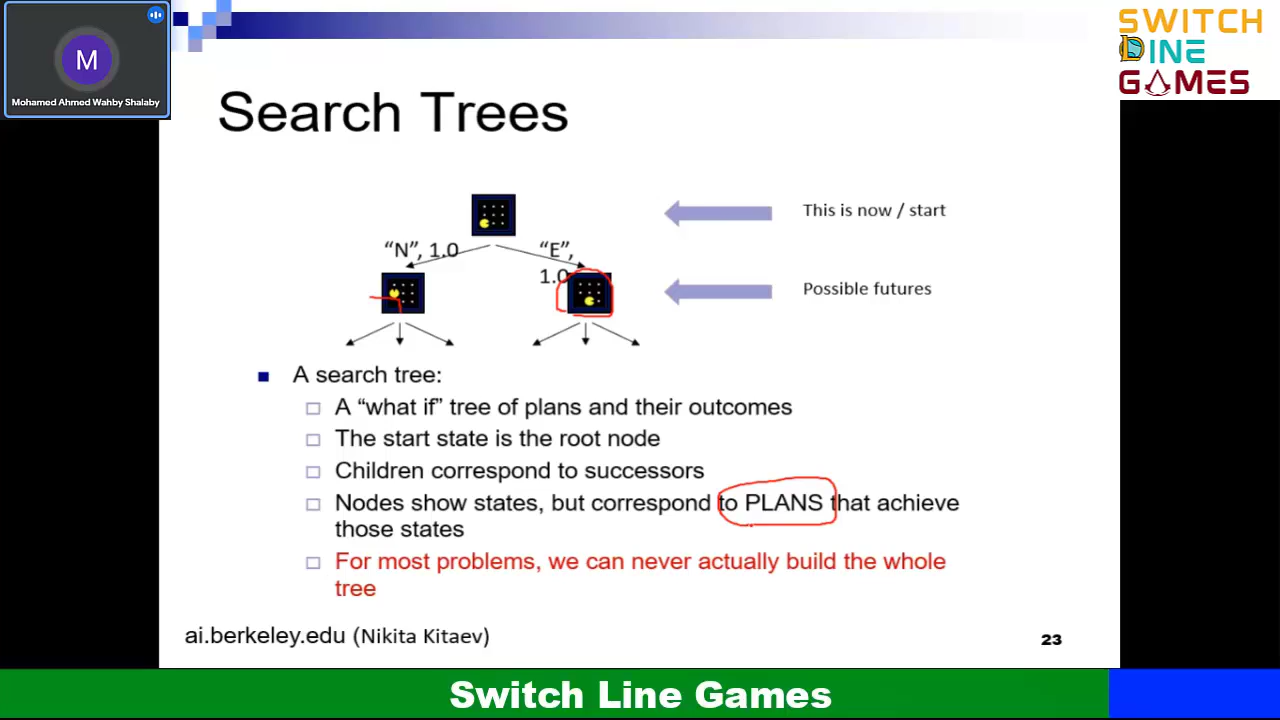 M
Mohamed Ahmed Wahby Shalaby
SWITCH
LINE
GAMES
Search Trees
This is now / start
“N”, 1.0
“E”,
1.0
Possible futures
A search tree:
A “what if” tree of plans and their outcomes
The start state is the root node
Children correspond to successors
Nodes show states, but correspond to PLANS that achieve
those states
For most problems, we can never actually build the whole
tree
ai.berkeley.edu (Nikita Kitaev)
23
Switch Line Games